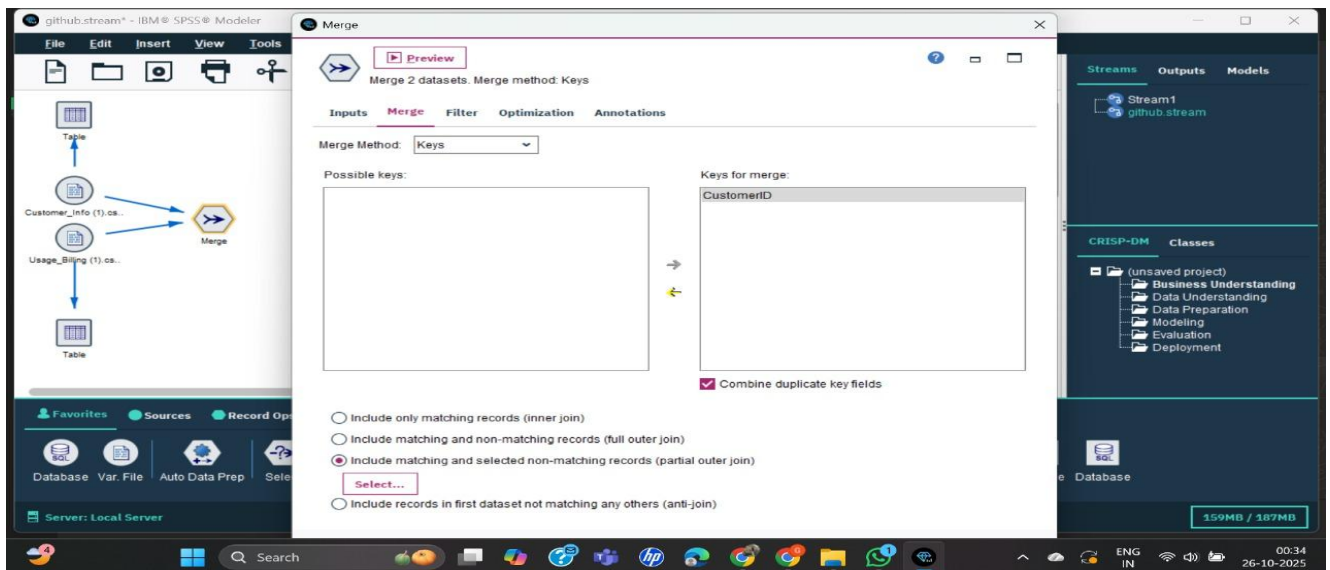 github.stream* - IBM® SPSS® Modeler
File Edit Insert View Tools
Table
Customer_Info (1).cs..
Usage_Billing (1).cs..
Merge
Table
Favorites Sources Record Op
Database Var. File Auto Data Prep Sele
Server: Local Server
Merge
Preview
Merge 2 datasets. Merge method: Keys
Inputs Merge Filter Optimization Annotations
Merge Method: Keys
Possible keys:
Keys for merge:
CustomerID
Combine duplicate key fields
Include only matching records (inner join)
Include matching and non-matching records (full outer join)
Include matching and selected non-matching records (partial outer join)
Select...
Include records in first dataset not matching any others (anti-join)
Streams Outputs Models
Stream1
github.stream
CRISP-DM Classes
(unsaved project)
Business Understanding
Data Understanding
Data Preparation
Modeling
Evaluation
Deployment
SQL
e Database
159MB / 187MB
4
Search
ENG
IN
00:34
26-10-2025